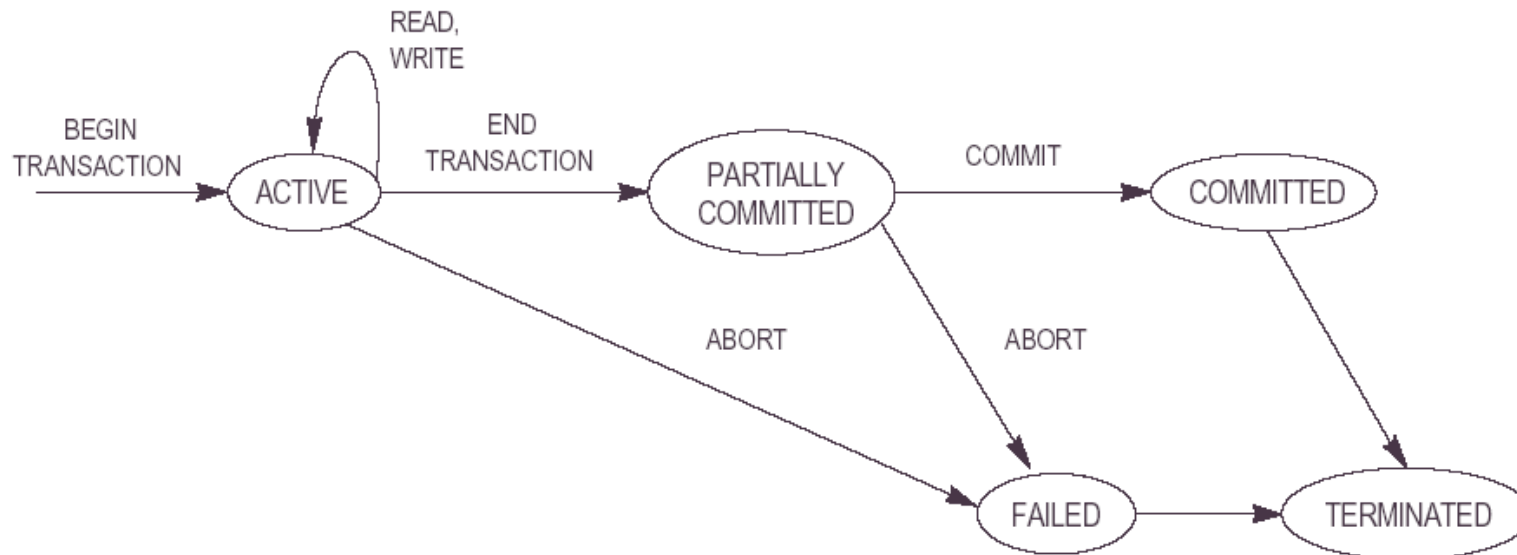 READ,
WRITE
BEGIN
TRANSACTION
END
TRANSACTION
COMMIT
ACTIVE
PARTIALLY
COMMITTED
COMMITTED
ABORT
ABORT
FAILED
TERMINATED